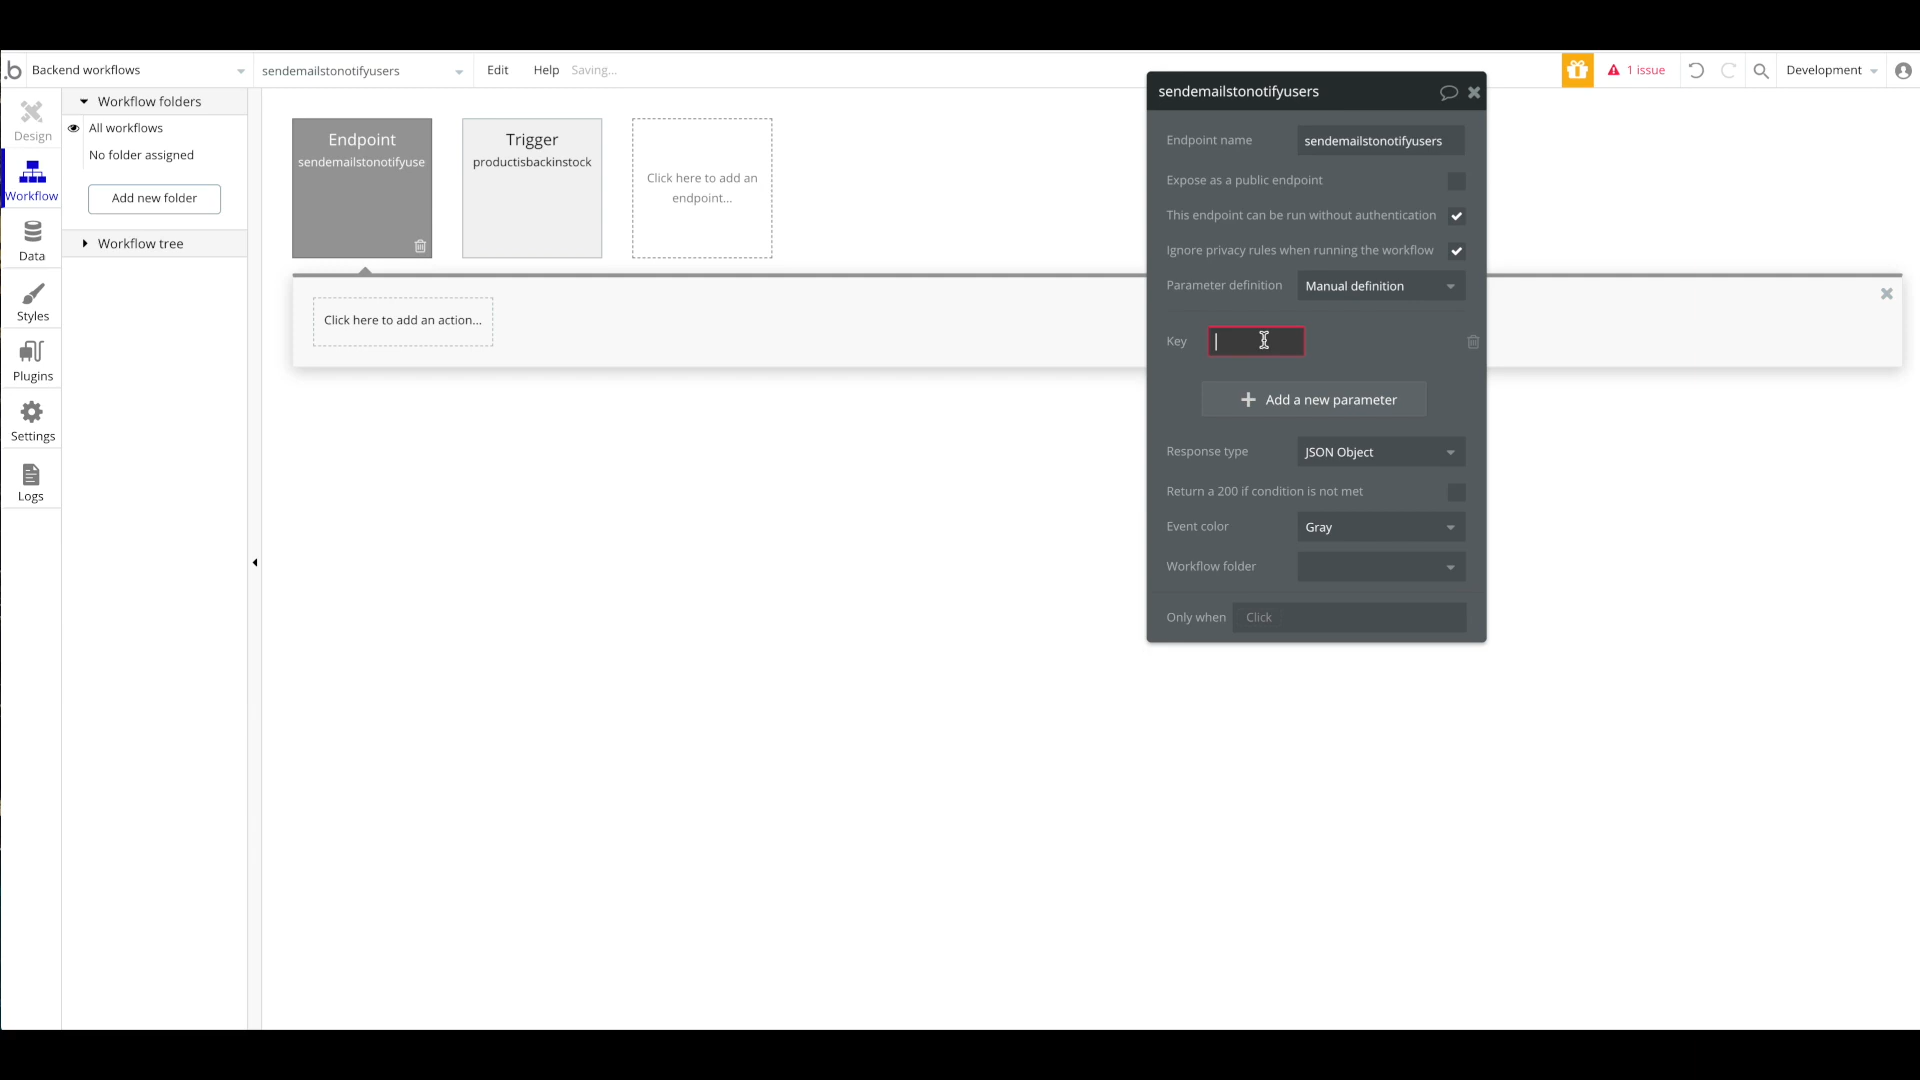 .b
Backend workflows
sendemailstonotifyusers
Edit
Help
Saving...
1 issue
Development
Design
Workflow
Data
Styles
Plugins
Settings
Logs
Workflow folders
All workflows
No folder assigned
Add new folder
Workflow tree
Endpoint
sendemailstonotifyuse
Trigger
productisbackinstock
Click here to add an
endpoint...
Click here to add an action...
sendemailstonotifyusers
Endpoint name
sendemailstonotifyusers
Expose as a public endpoint
This endpoint can be run without authentication
Ignore privacy rules when running the workflow
Parameter definition
Manual definition
Key
Add a new parameter
Response type
JSON Object
Return a 200 if condition is not met
Event color
Gray
Workflow folder
Only when
Click